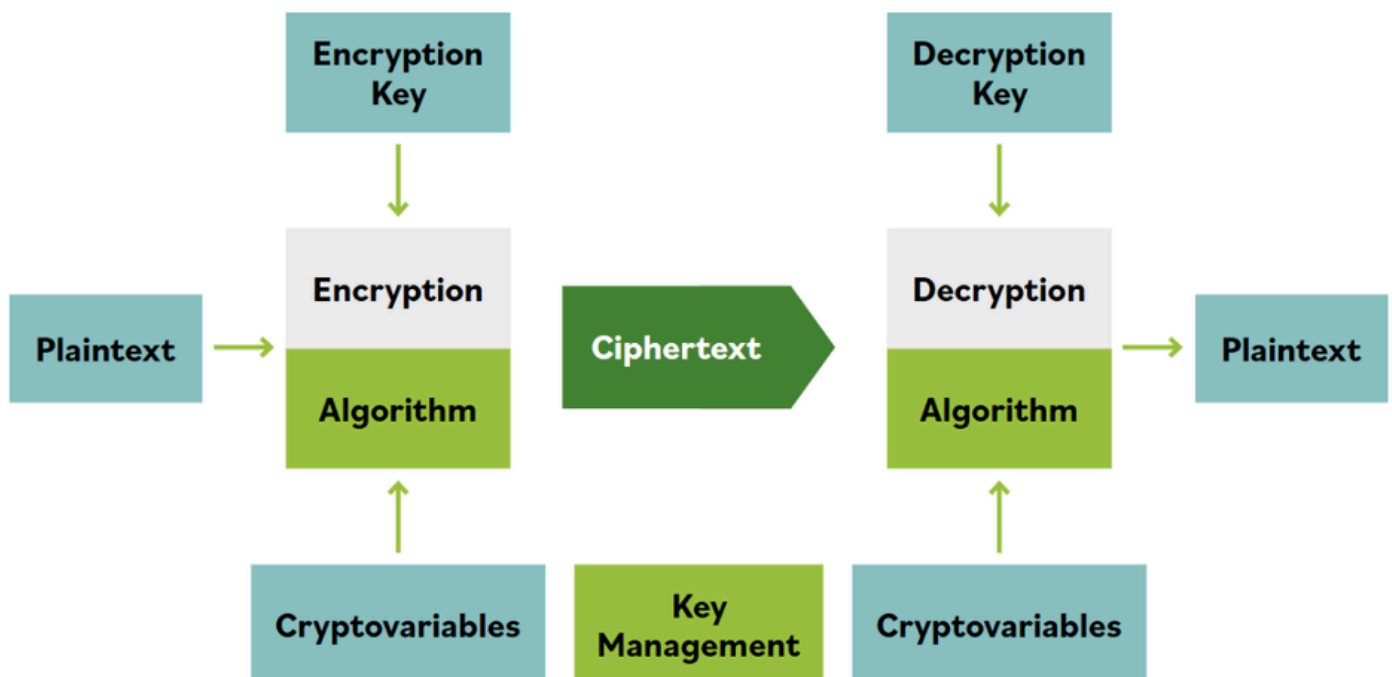 Encryption
Key
Decryption
Key
Plaintext
Encryption
Algorithm
Ciphertext
Decryption
Algorithm
Plaintext
Cryptovariables
Key
Management
Cryptovariables